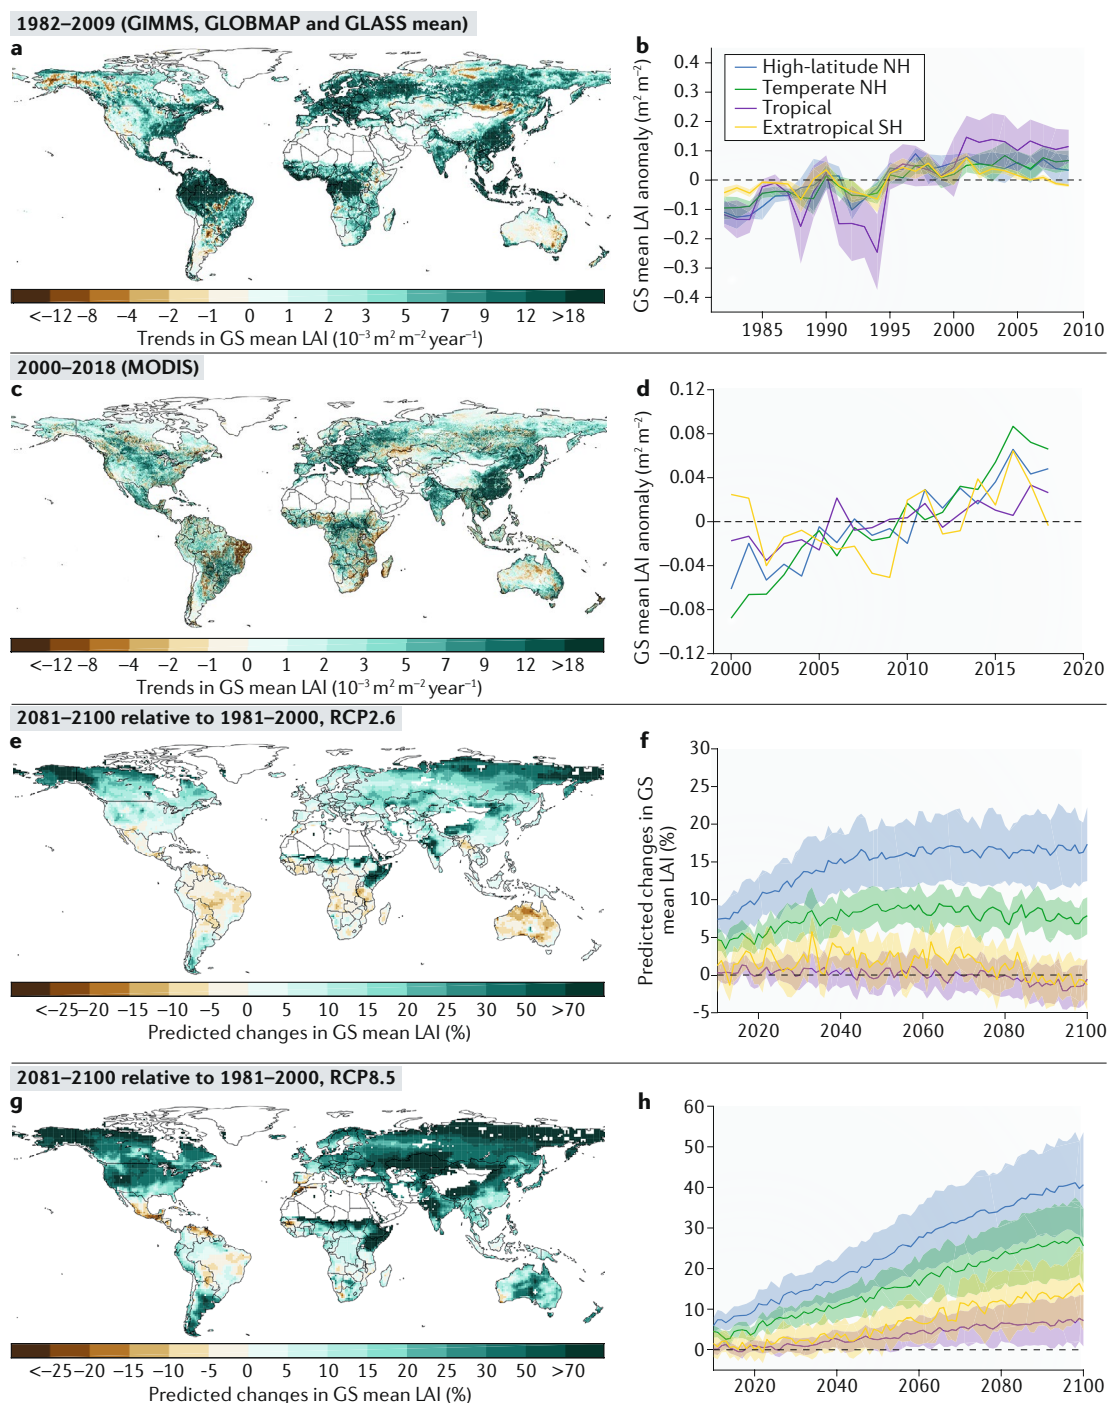 1982–2009 (GIMMS, GLOBMAP and GLASS mean)
a
<–12 –8 –4 –2 –1 0 1 2 3 5 7 9 12 >18
Trends in GS mean LAI (10⁻³ m² m⁻² year⁻¹)
b
High-latitude NH
Temperate NH
Tropical
Extratropical SH
GS mean LAI anomaly (m² m⁻²)
0.4
0.3
0.2
0.1
0
–0.1
–0.2
–0.3
–0.4
1985 1990 1995 2000 2005 2010
2000–2018 (MODIS)
c
<–12 –8 –4 –2 –1 0 1 2 3 5 7 9 12 >18
Trends in GS mean LAI (10⁻³ m² m⁻² year⁻¹)
d
GS mean LAI anomaly (m² m⁻²)
0.12
0.08
0.04
0
–0.04
–0.08
–0.12
2000 2005 2010 2015 2020
2081–2100 relative to 1981–2000, RCP2.6
e
<–25 –20 –15 –10 –5 0 5 10 15 20 30 50 >70
Predicted changes in GS mean LAI (%)
f
Predicted changes in GS
mean LAI (%)
30
25
20
15
10
5
0
-5
2020 2040 2060 2080 2100
2081–2100 relative to 1981–2000, RCP8.5
g
<–25 –20 –15 –10 –5 0 5 10 15 20 30 50 >70
Predicted changes in GS mean LAI (%)
h
60
50
40
30
20
10
0
2020 2040 2060 2080 2100